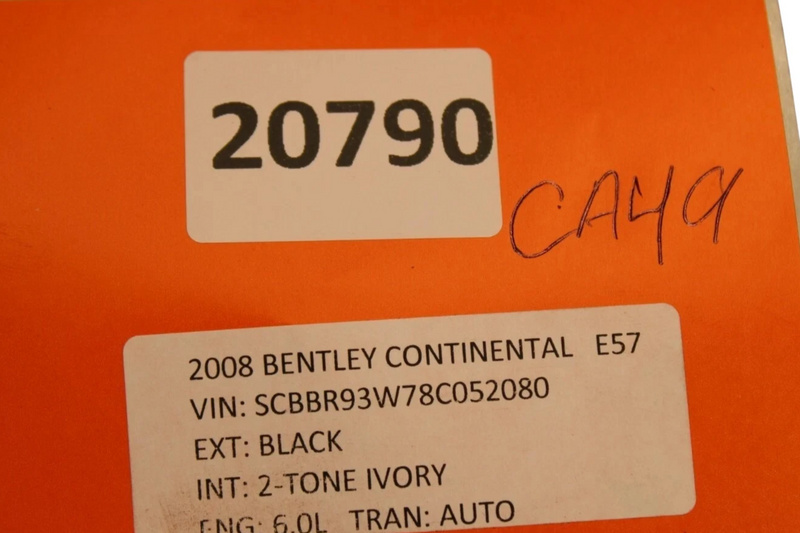 20790
CA49
2008 BENTLEY CONTINENTAL E57
VIN: SCBBR93W78C052080
EXT: BLACK
INT: 2-TONE IVORY
ENG: 6.0L TRAN: AUTO